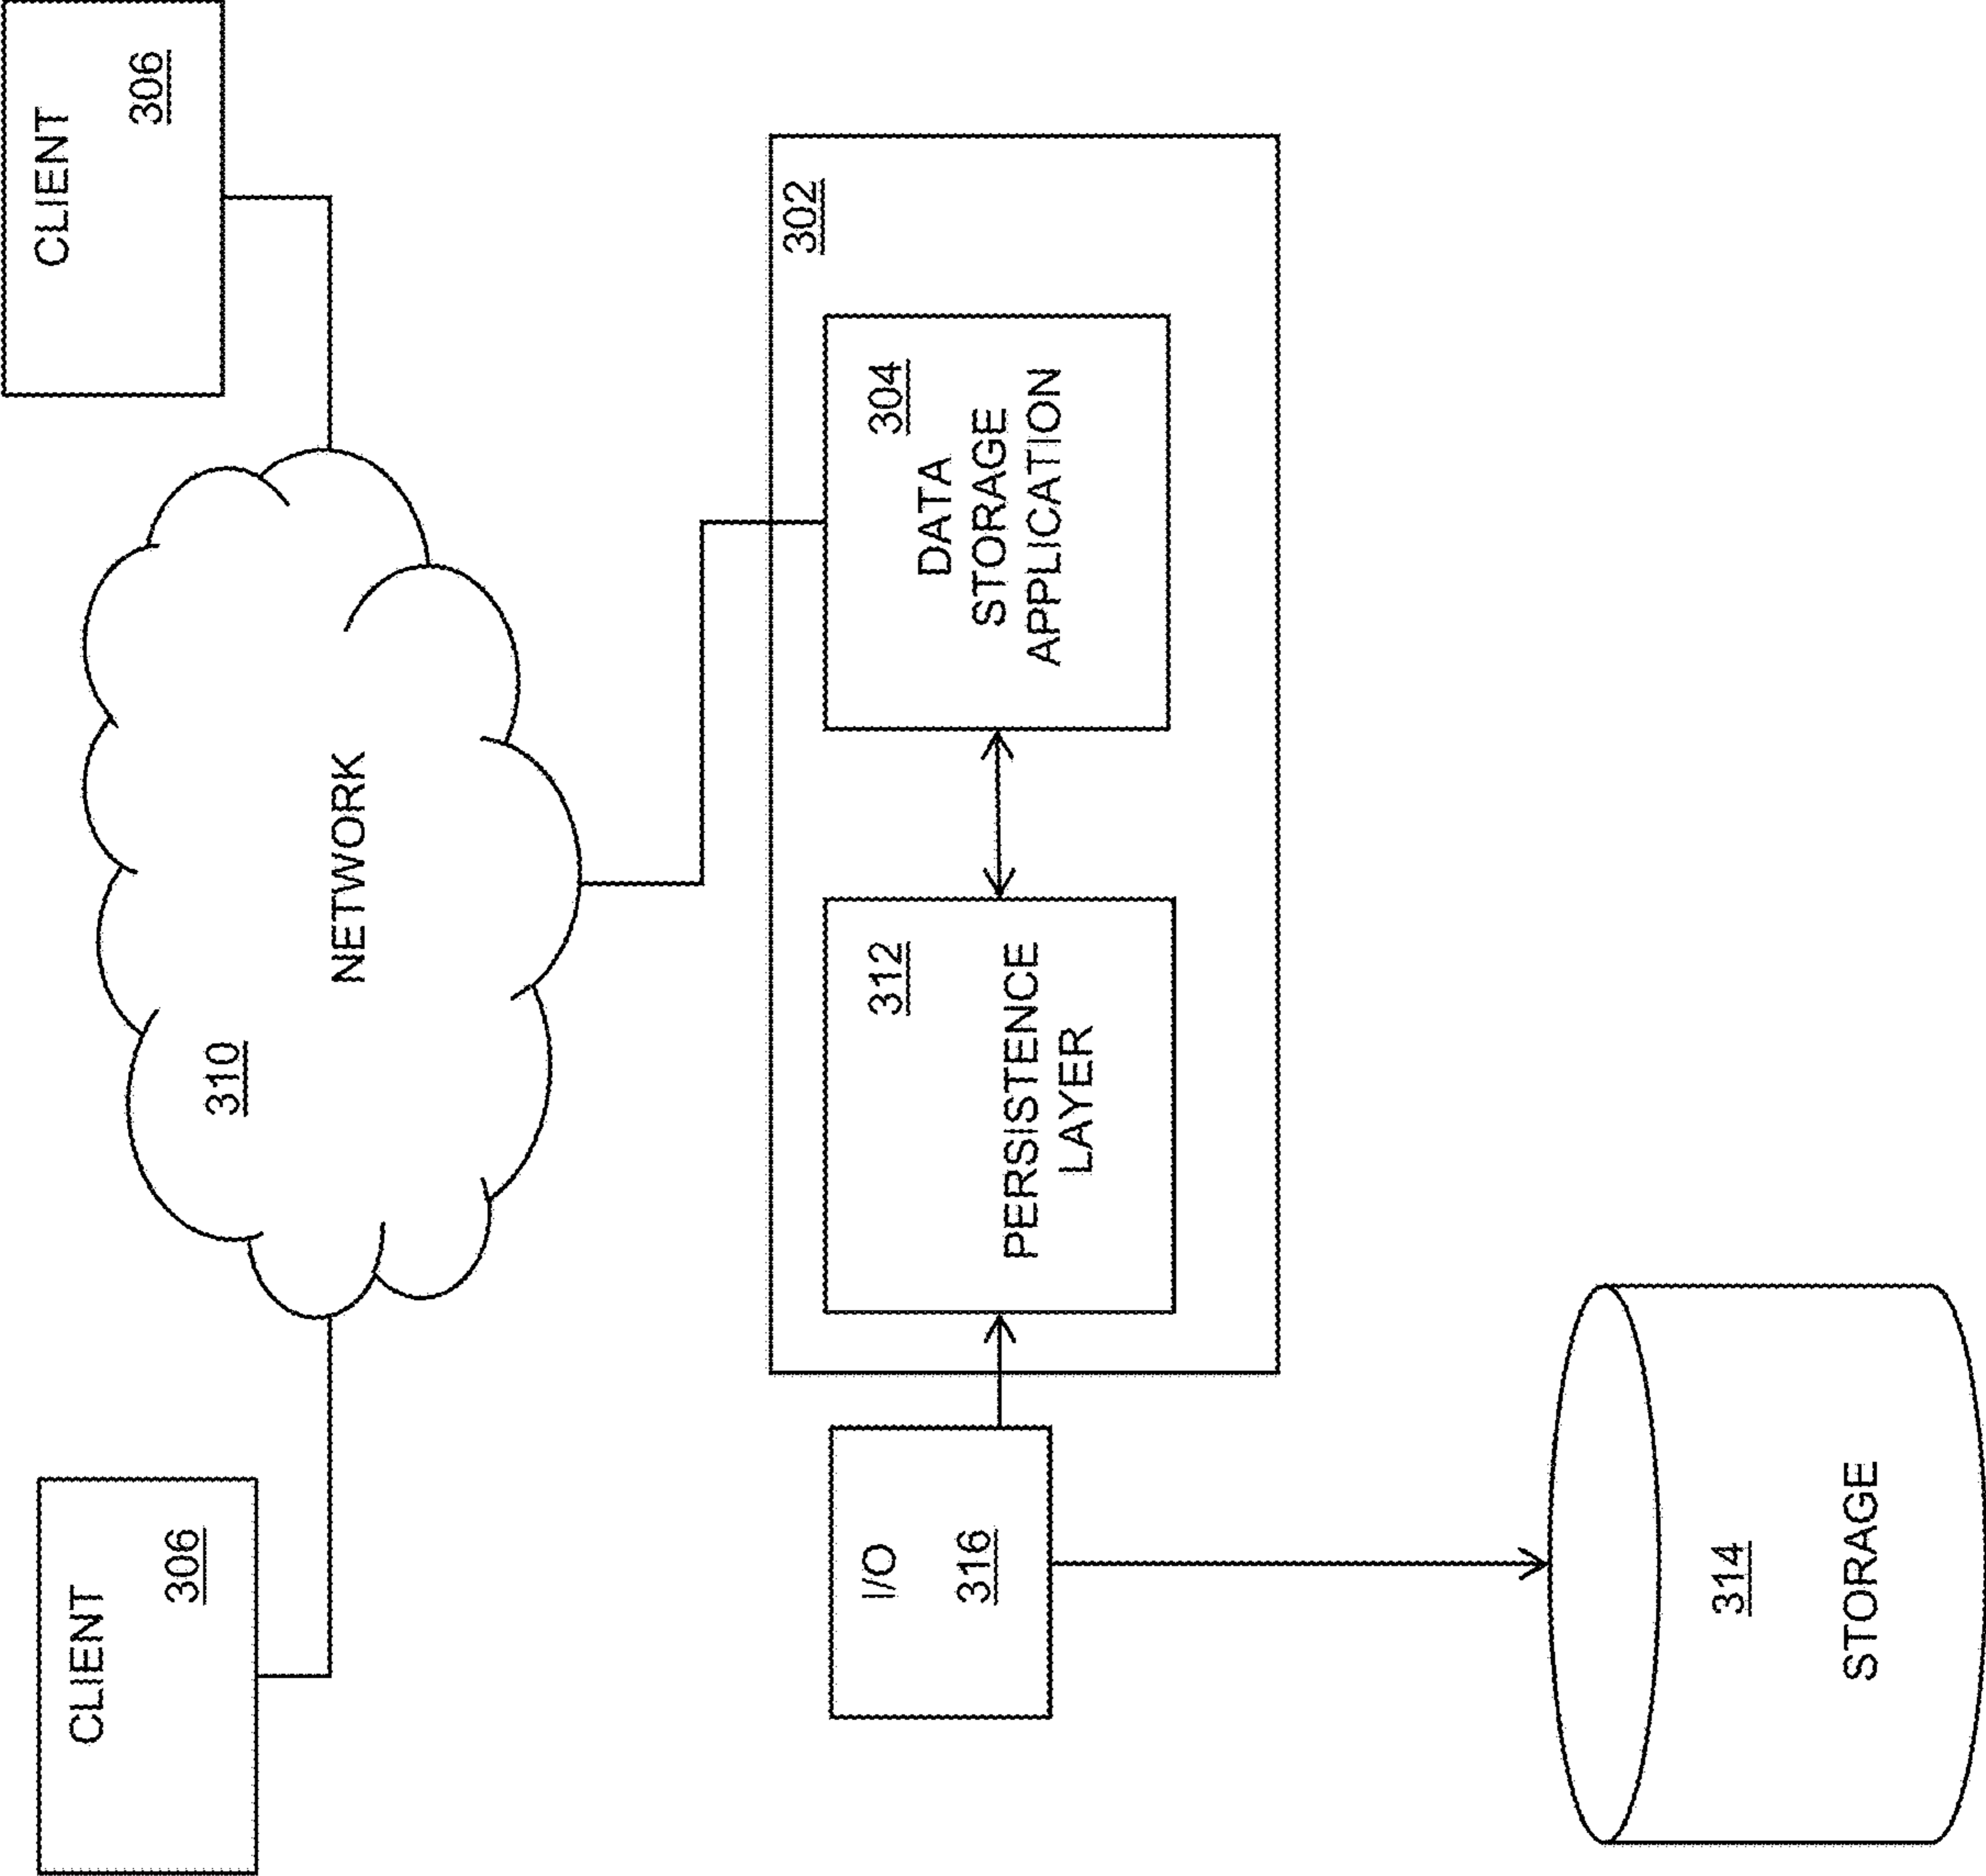 CLIENT
306
CLIENT
306
310
NETWORK
302
312
PERSISTENCE
LAYER
304
DATA
STORAGE
APPLICATION
I/O
316
314
STORAGE